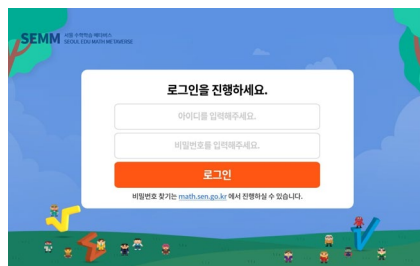 SEMM 서울 수학학습 메타버스
SEOUL EDU MATH METAVERSE
로그인을 진행하세요.
아이디를 입력해주세요.
비밀번호를 입력해주세요.
로그인
비밀번호 찾기는 math.sen.go.kr 에서 진행하실 수 있습니다.